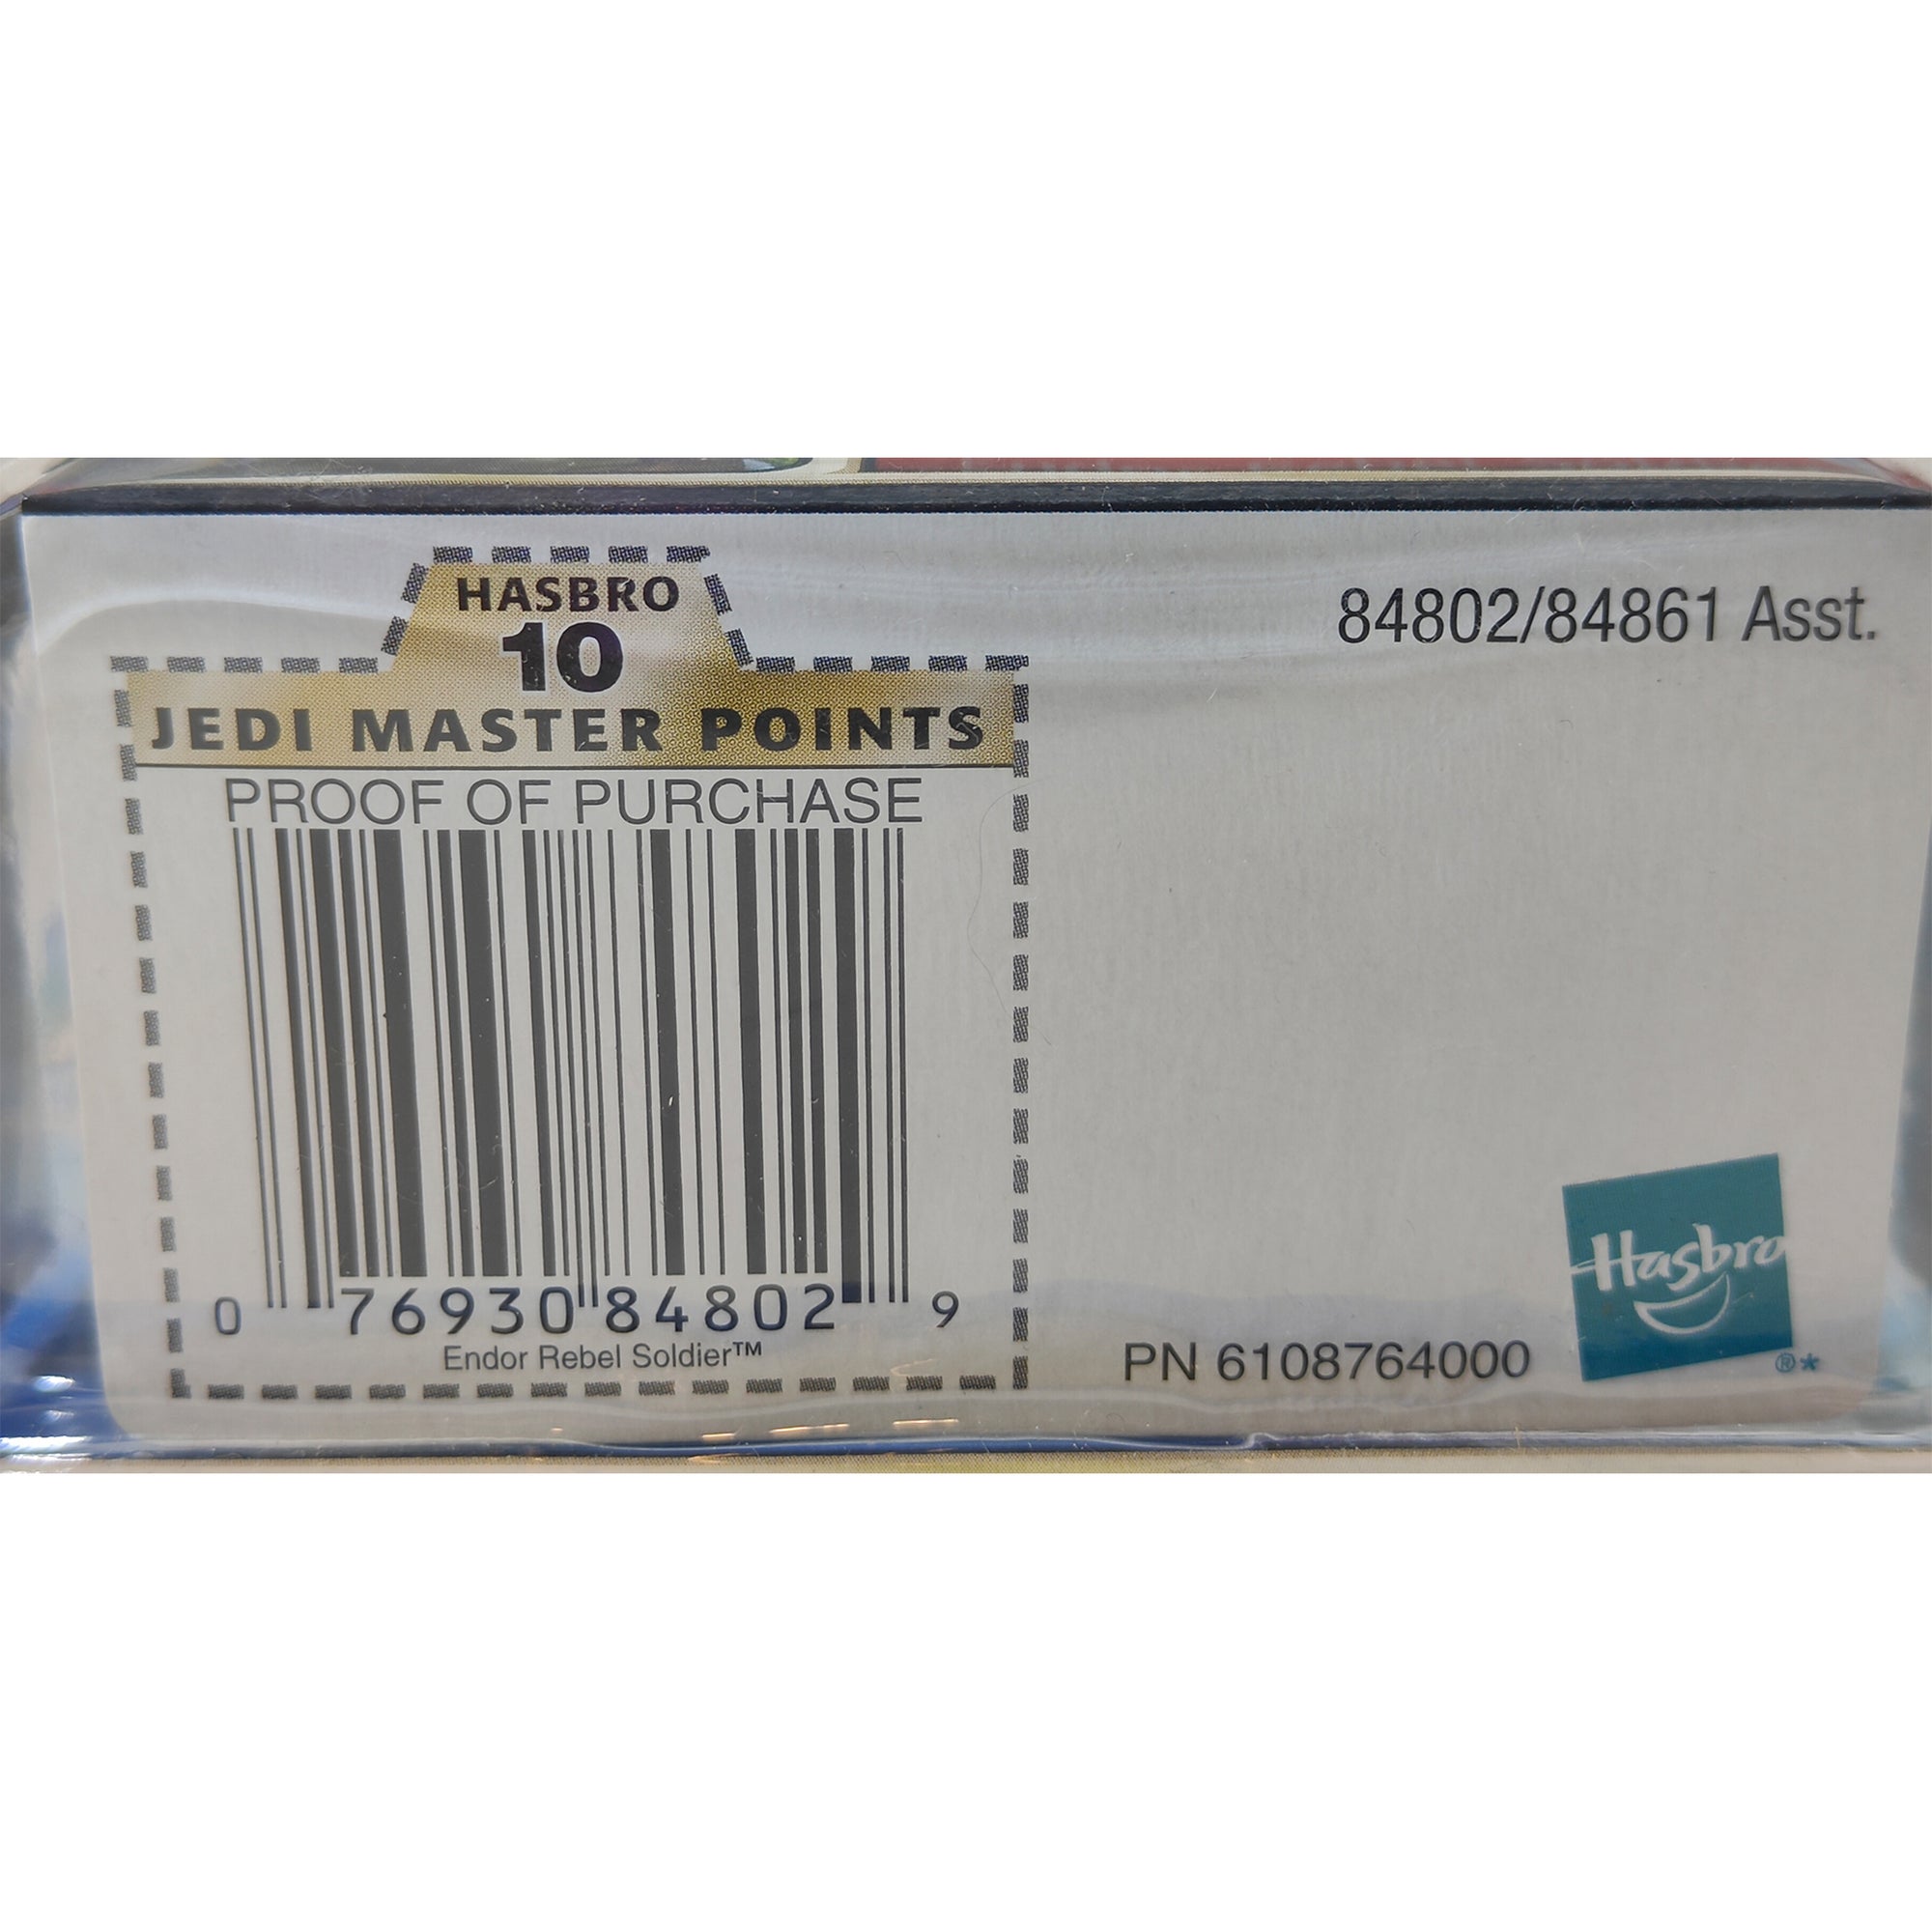 HASBRO
10
JEDI MASTER POINTS
PROOF OF PURCHASE
0 76930 84802 9
Endor Rebel Soldier™
84802/84861 Asst.
PN 6108764000
Hasbro
®*